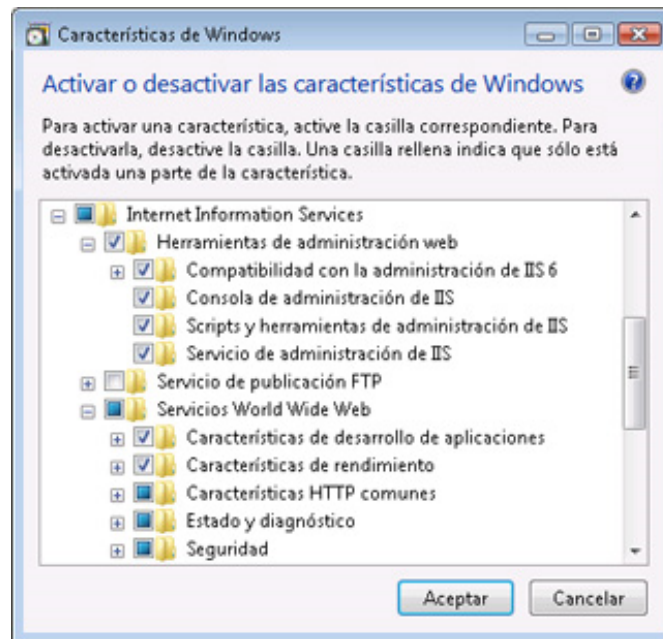 Características de Windows
Activar o desactivar las características de Windows
Para activar una característica, active la casilla correspondiente. Para
desactivarla, desactive la casilla. Una casilla rellena indica que sólo está
activada una parte de la característica.
Internet Information Services
Herramientas de administración web
Compatibilidad con la administración de IIS 6
Consola de administración de IIS
Scripts y herramientas de administración de IIS
Servicio de administración de IIS
Servicio de publicación FTP
Servicios World Wide Web
Características de desarrollo de aplicaciones
Características de rendimiento
Características HTTP comunes
Estado y diagnóstico
Seguridad
Aceptar Cancelar